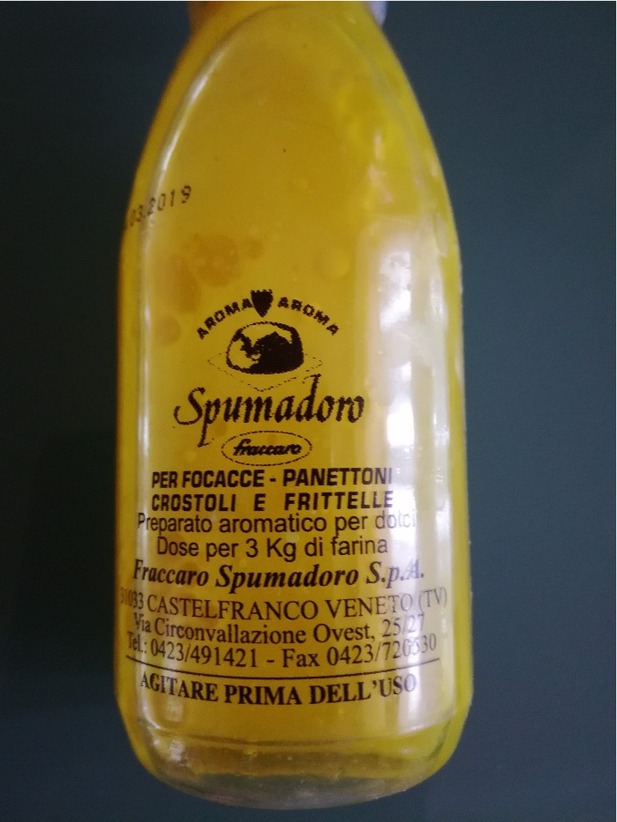 03.2019
AROMA AROMA
Spumadoro
fraccaro
PER FOCACCE - PANETTONI
CROSTOLI E FRITTELLE
Preparato aromatico per dolci
Dose per 3 Kg di farina
Fraccaro Spumadoro S.p.A.
31033 CASTELFRANCO VENETO (TV)
Via Circonvallazione Ovest, 25/27
Tel.: 0423/491421 - Fax 0423/720530
AGITARE PRIMA DELL'USO